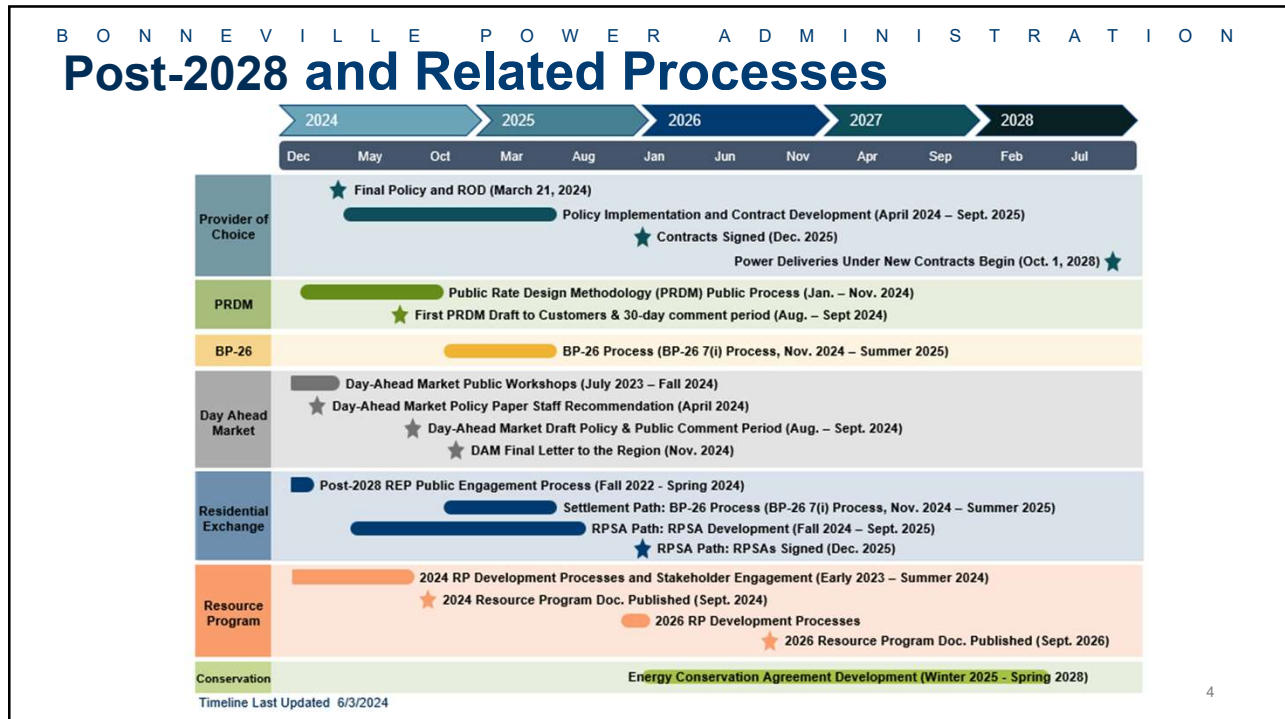 BONNEVILLE POWER ADMINISTRATION
Post-2028 and Related Processes
2024 2025 2026 2027 2028
Dec May Oct Mar Aug Jan Jun Nov Apr Sep Feb Jul
Provider of
Choice
Final Policy and ROD (March 21, 2024)
Policy Implementation and Contract Development (April 2024 – Sept. 2025)
Contracts Signed (Dec. 2025)
Power Deliveries Under New Contracts Begin (Oct. 1, 2028)
PRDM
Public Rate Design Methodology (PRDM) Public Process (Jan. – Nov. 2024)
First PRDM Draft to Customers & 30-day comment period (Aug. – Sept 2024)
BP-26
BP-26 Process (BP-26 7(i) Process, Nov. 2024 – Summer 2025)
Day Ahead
Market
Day-Ahead Market Public Workshops (July 2023 – Fall 2024)
Day-Ahead Market Policy Paper Staff Recommendation (April 2024)
Day-Ahead Market Draft Policy & Public Comment Period (Aug. – Sept. 2024)
DAM Final Letter to the Region (Nov. 2024)
Residential
Exchange
Post-2028 REP Public Engagement Process (Fall 2022 - Spring 2024)
Settlement Path: BP-26 Process (BP-26 7(i) Process, Nov. 2024 – Summer 2025)
RPSA Path: RPSA Development (Fall 2024 – Sept. 2025)
RPSA Path: RPSAs Signed (Dec. 2025)
Resource
Program
2024 RP Development Processes and Stakeholder Engagement (Early 2023 – Summer 2024)
2024 Resource Program Doc. Published (Sept. 2024)
2026 RP Development Processes
2026 Resource Program Doc. Published (Sept. 2026)
Conservation
Energy Conservation Agreement Development (Winter 2025 - Spring 2028)
Timeline Last Updated 6/3/2024
4